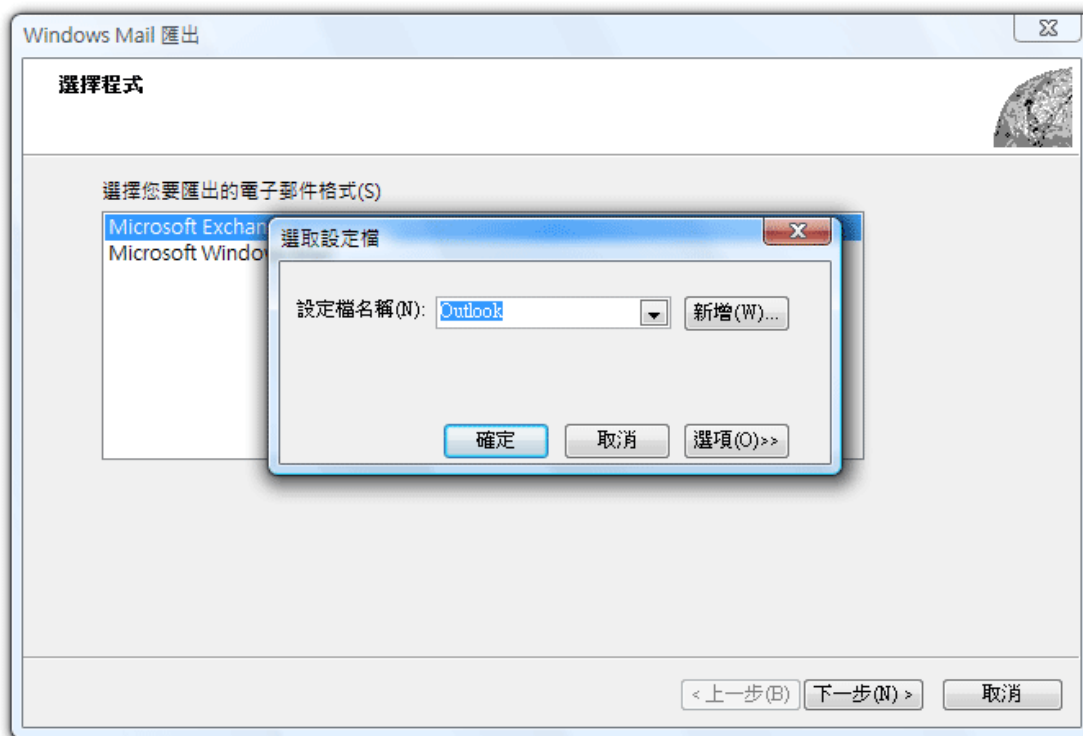 Windows Mail 匯出
選擇程式
選擇您要匯出的電子郵件格式(S)
Microsoft
Microsoft
選取設定檔
設定檔名稱(N): Outlook 新增(W)...
確定 取消 選項(O)>>
<上一步(B) 下一步(N) > 取消